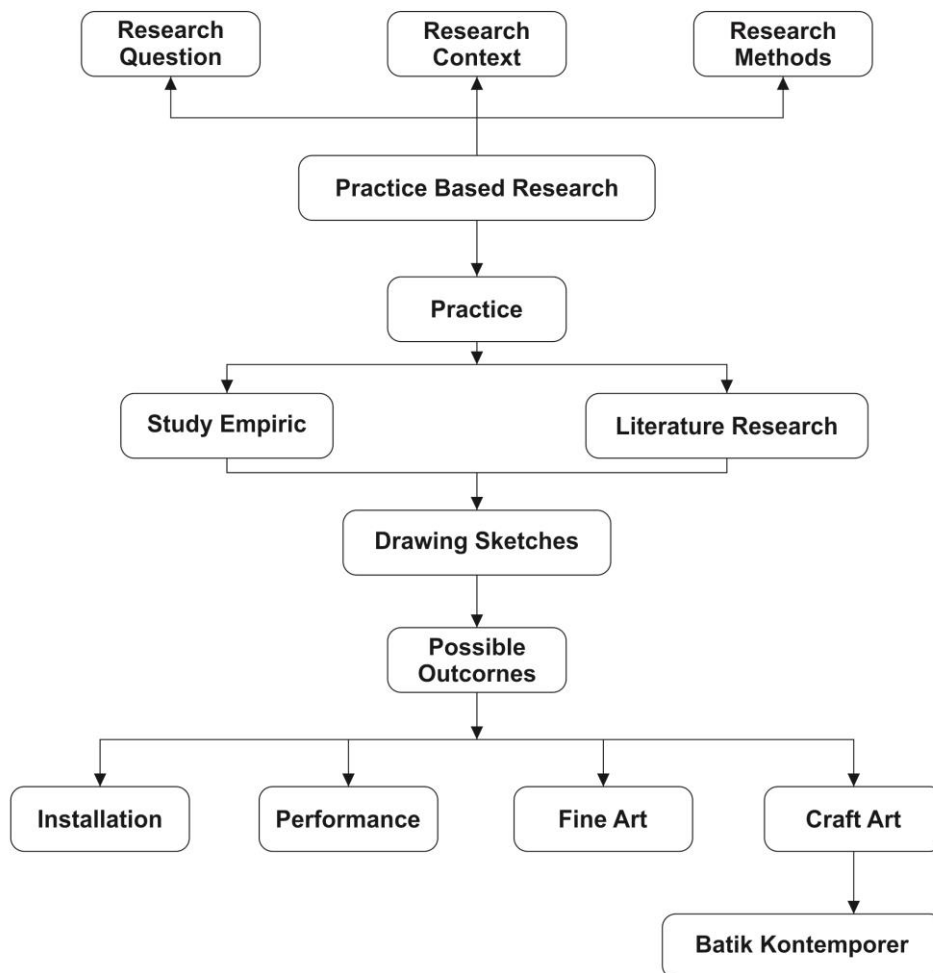 Research
Question
Research
Context
Research
Methods
Practice Based Research
Practice
Study Empiric
Literature Research
Drawing Sketches
Possible
Outcornes
Installation
Performance
Fine Art
Craft Art
Batik Kontemporer